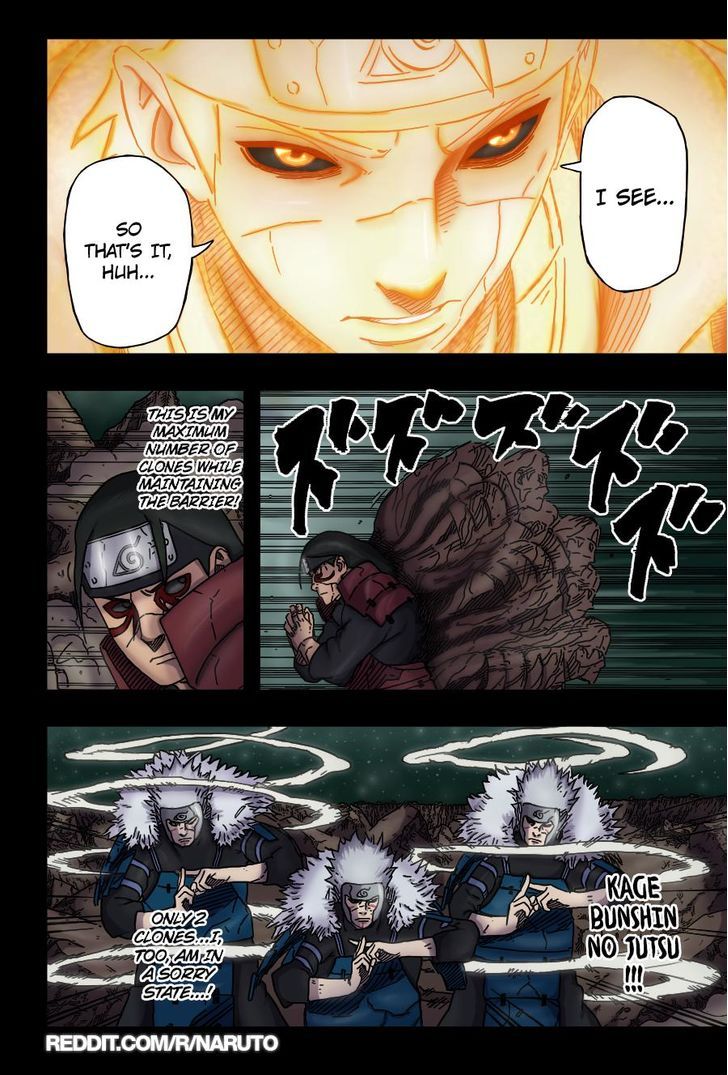 I SEE...
SO
THAT'S IT,
HUH...
ズズズズズ
THIS IS MY
MAXIMUM
NUMBER OF
CLONES WHILE
MAINTAINING
THE BARRIER!
KAGE
BUNSHIN
NO JUTSU
!!!
ONLY 2
CLONES...I,
TOO, AM IN
A SORRY
STATE...!
REDDIT.COM/R/NARUTO